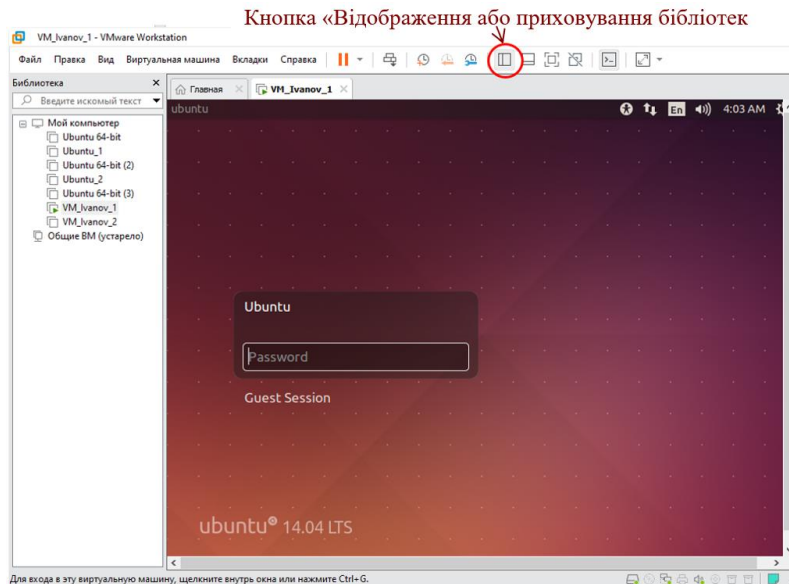 Кнопка «Відображення або приховування бібліотек
VM_Ivanov_1 - VMware Workstation
Файл Правка Вид Виртуальная машина Вкладки Справка
Библиотека
Введите искомый текст
Мой компьютер
Ubuntu 64-bit
Ubuntu_1
Ubuntu 64-bit (2)
Ubuntu_2
Ubuntu 64-bit (3)
VM_Ivanov_1
VM_Ivanov_2
Общие ВМ (устарело)
Главная VM_Ivanov_1
ubuntu En 4:03 AM
Ubuntu
Password
Guest Session
ubuntu® 14.04 LTS
Для входа в эту виртуальную машину, щелкните внутрь окна или нажмите Ctrl+G.